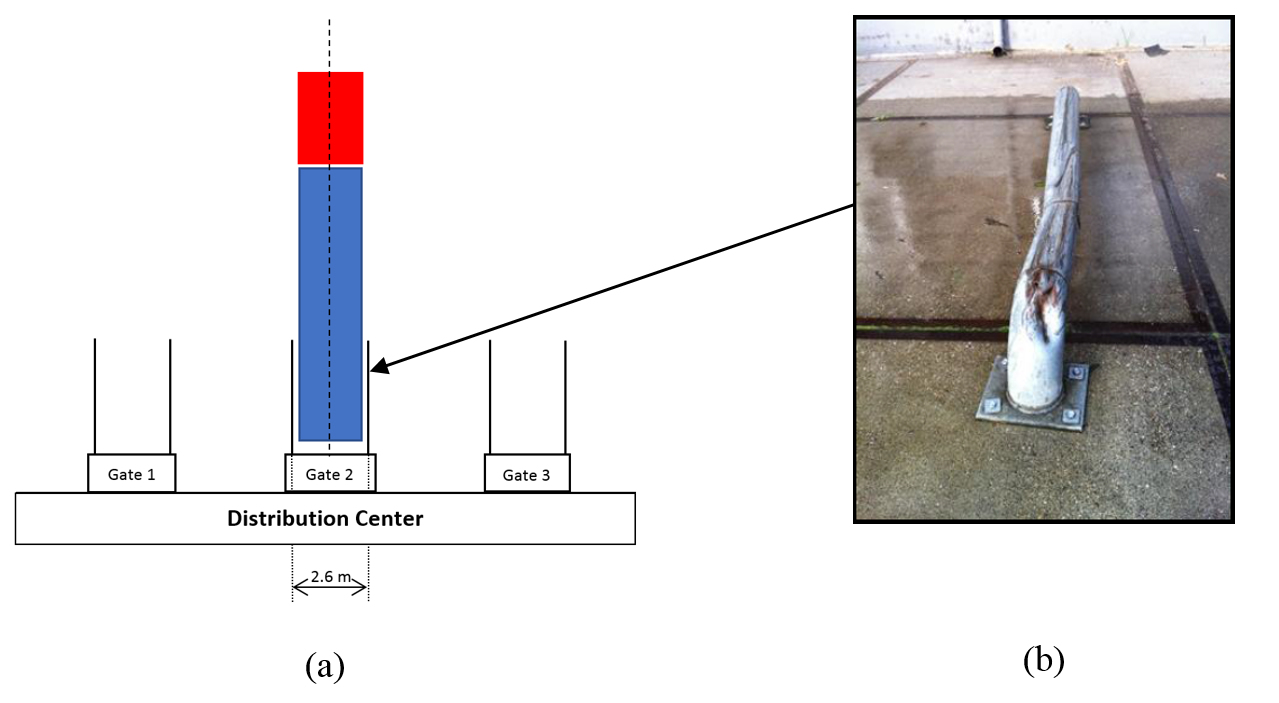 Gate 1
Gate 2
Gate 3
Distribution Center
2.6 m
(a)
(b)